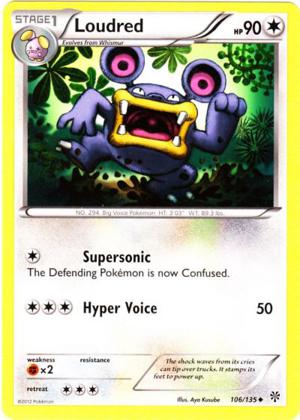 STAGE1
Loudred
HP 90
Evolves from Whismur
NO. 294 Big Voice Pokémon HT: 3'03" WT: 89.3 lbs.
Supersonic
The Defending Pokémon is now Confused.
Hyper Voice 50
weakness resistance
×2
retreat
The shock waves from its cries
can tip over trucks. It stamps its
feet to power up.
©2012 Pokémon
Illus. Aya Kusube 106/135